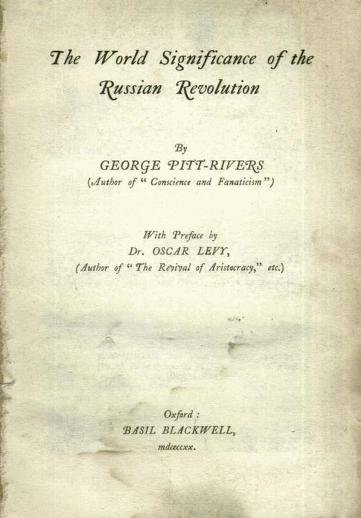 The World Significance of the
Russian Revolution
By
GEORGE PITT-RIVERS
(Author of "Conscience and Fanaticism")
With Preface by
Dr. OSCAR LEVY,
(Author of "The Revival of Aristocracy," etc.)
Oxford :
BASIL BLACKWELL,
mdccccxx.